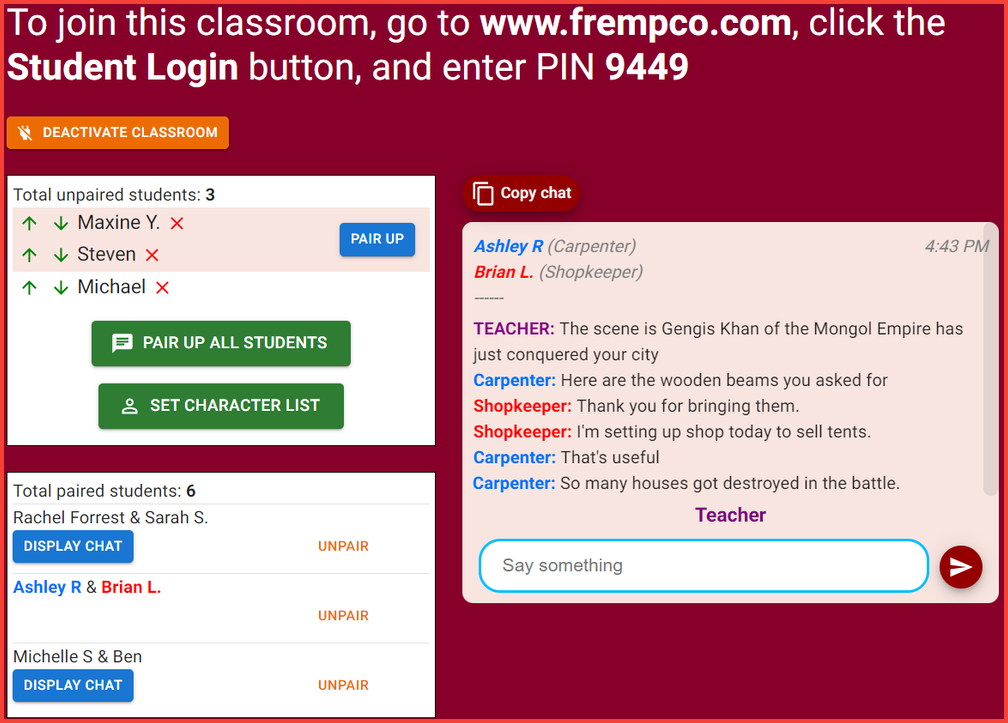 To join this classroom, go to www.frempco.com, click the
Student Login button, and enter PIN 9449
DEACTIVATE CLASSROOM
Total unpaired students: 3
Maxine Y.
Steven
PAIR UP
Michael
PAIR UP ALL STUDENTS
SET CHARACTER LIST
Total paired students: 6
Rachel Forrest & Sarah S.
DISPLAY CHAT UNPAIR
Ashley R & Brian L.
UNPAIR
Michelle S & Ben
DISPLAY CHAT UNPAIR
Copy chat
Ashley R (Carpenter) 4:43 PM
Brian L. (Shopkeeper)
------
TEACHER: The scene is Gengis Khan of the Mongol Empire has
just conquered your city
Carpenter: Here are the wooden beams you asked for
Shopkeeper: Thank you for bringing them.
Shopkeeper: I'm setting up shop today to sell tents.
Carpenter: That's useful
Carpenter: So many houses got destroyed in the battle.
Teacher
Say something